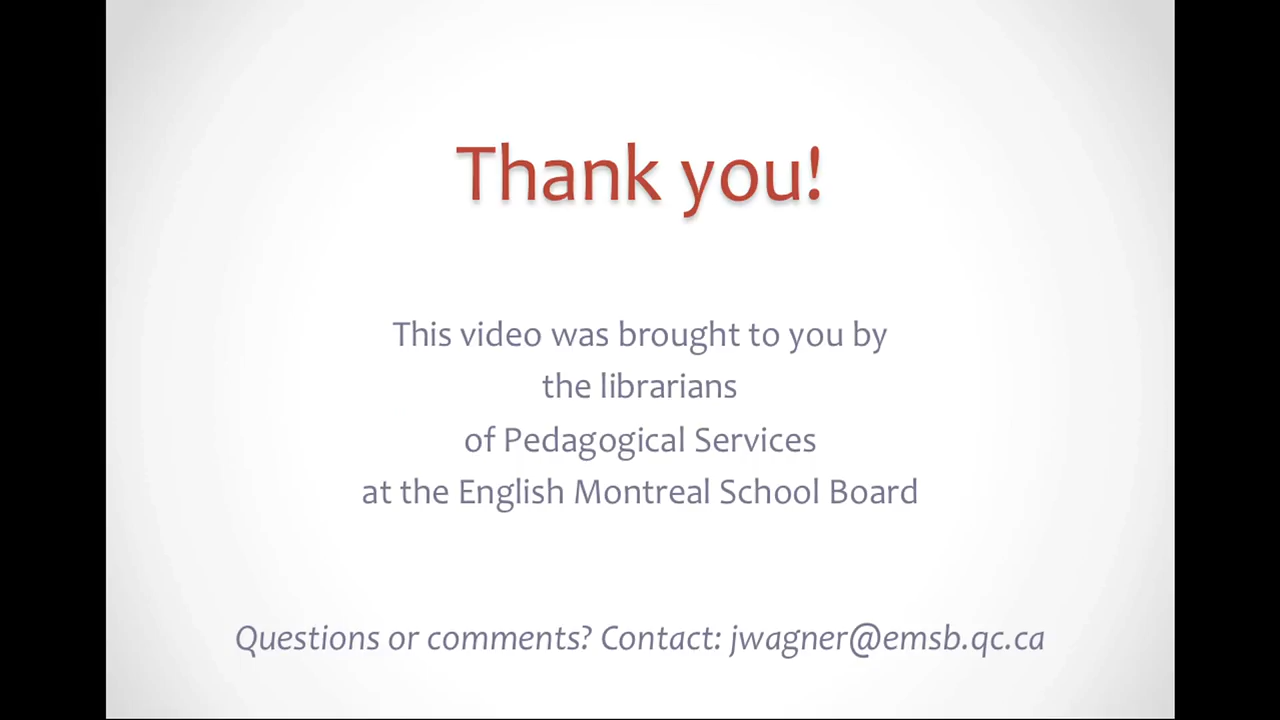 Thank you!
This video was brought to you by
the librarians
of Pedagogical Services
at the English Montreal School Board
Questions or comments? Contact: jwagner@emsb.qc.ca